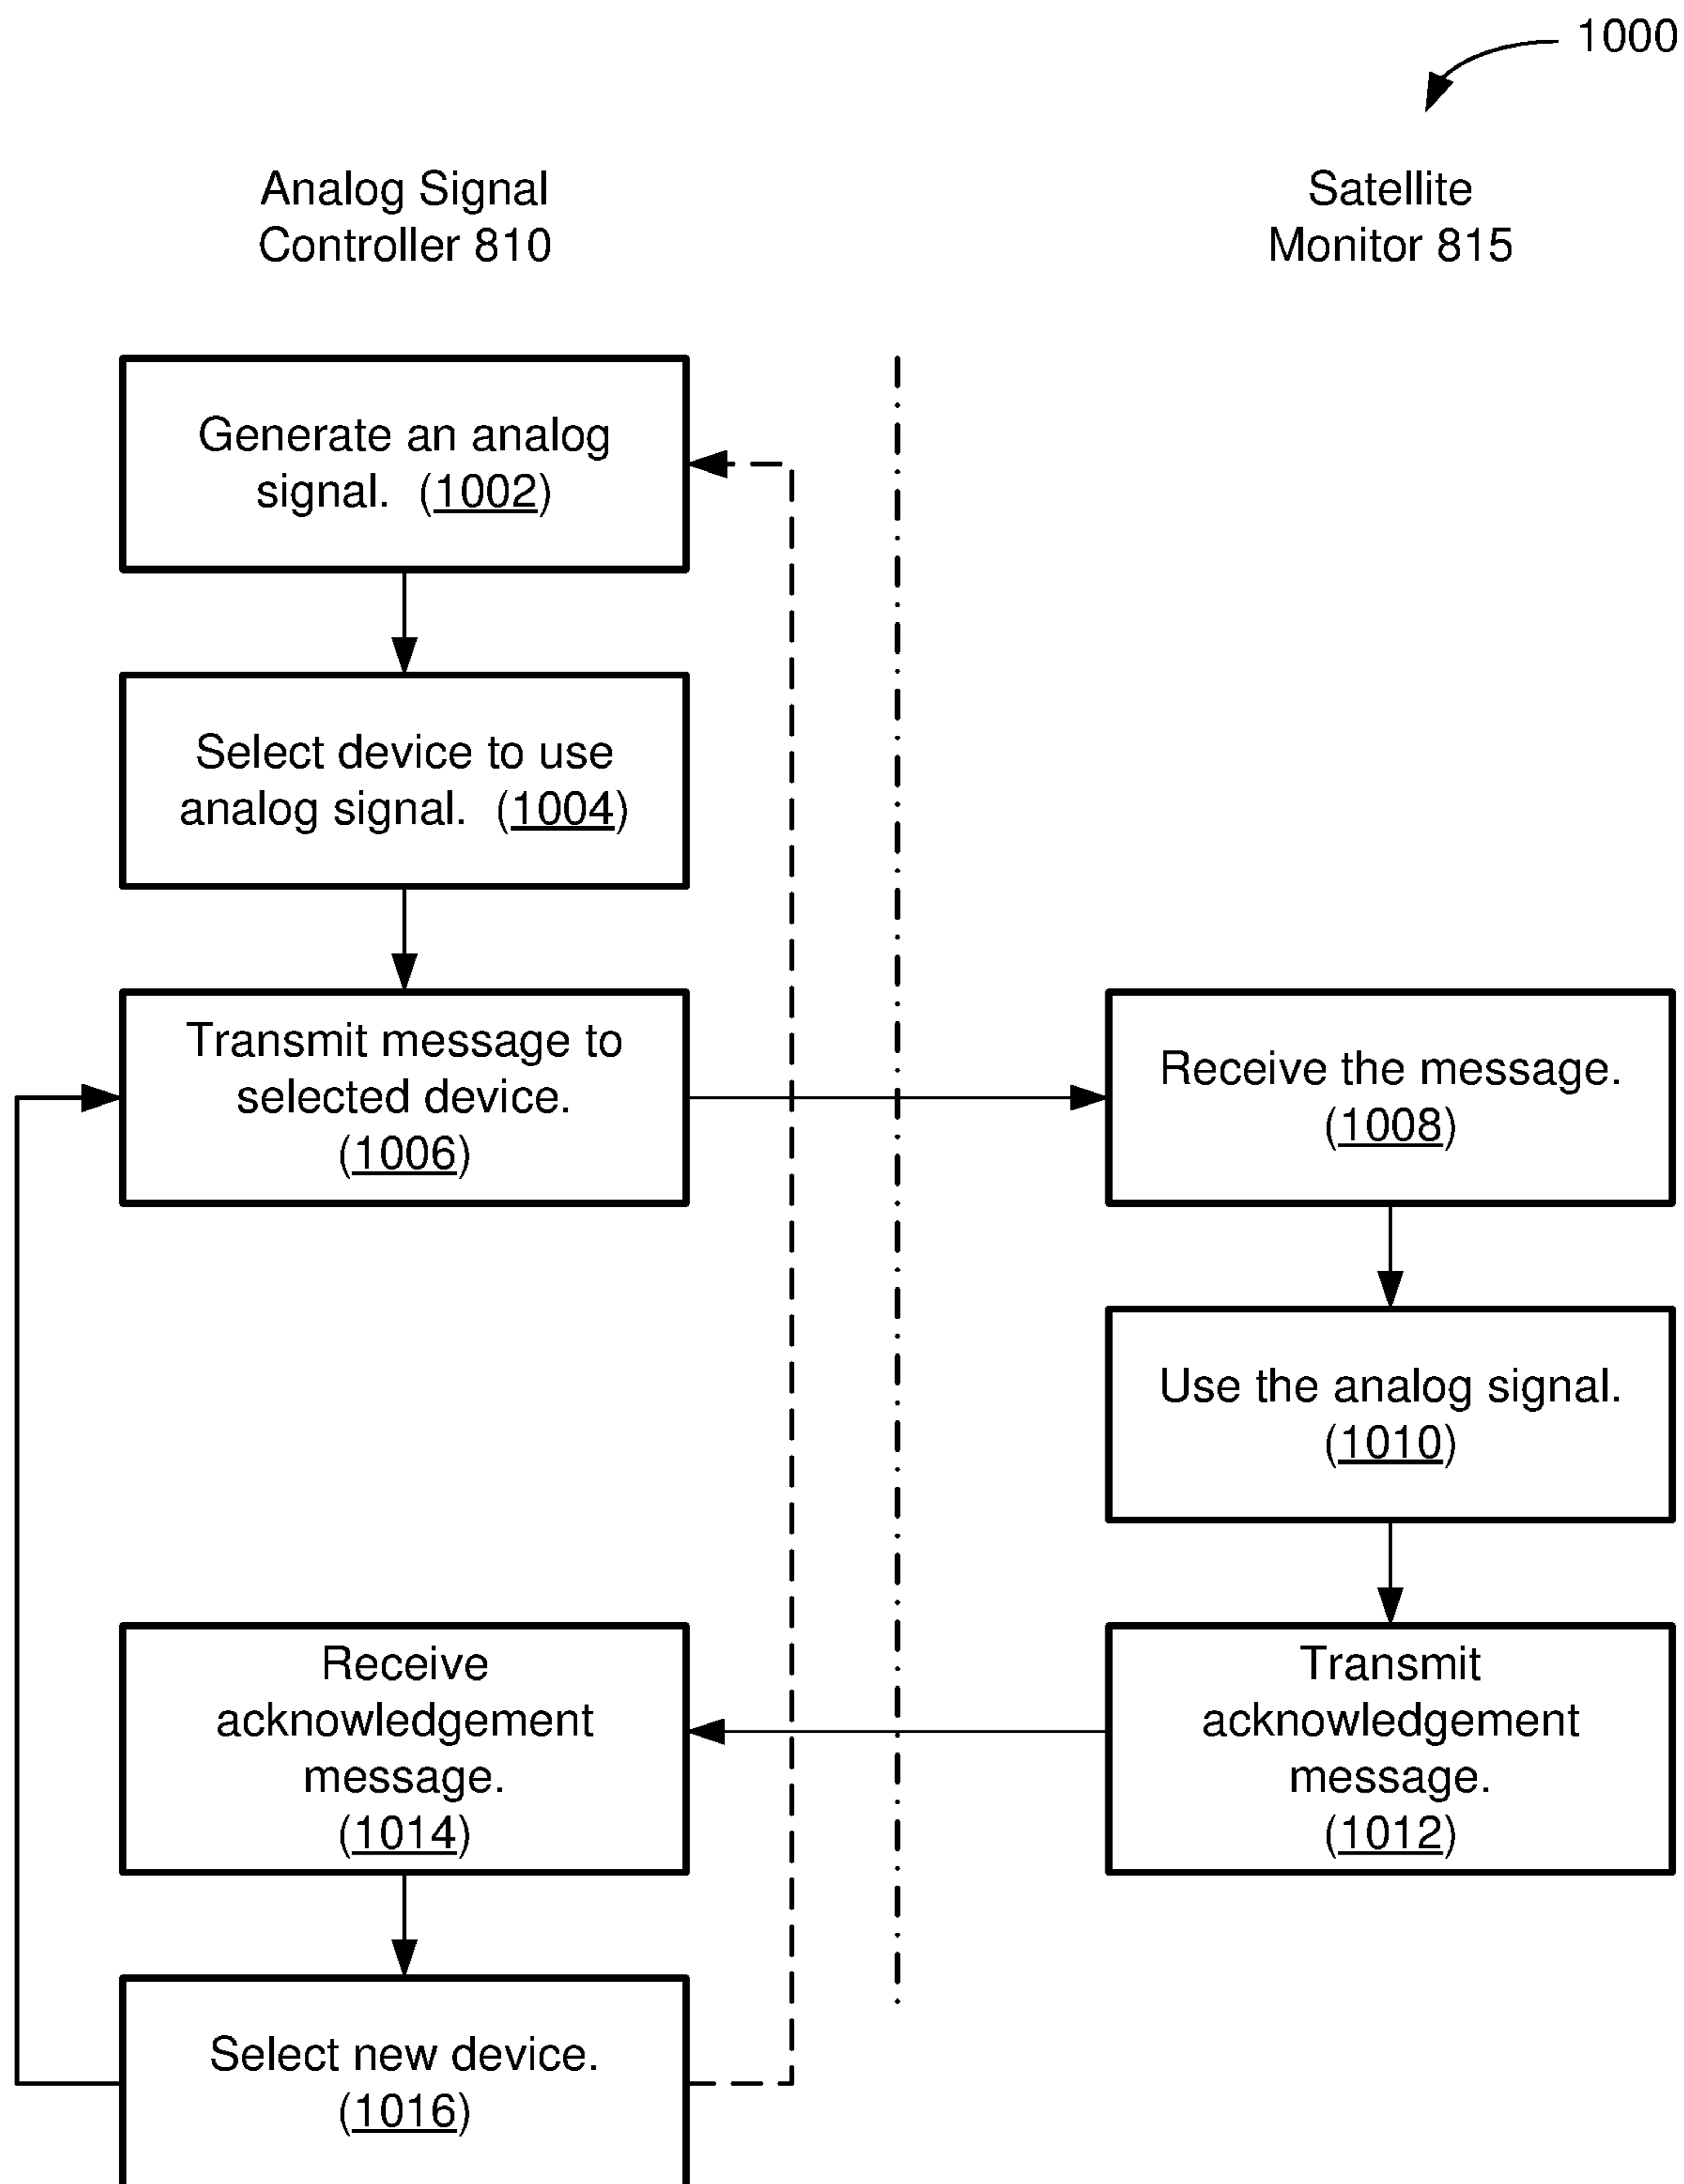 1000
Analog Signal
Controller 810
Satellite
Monitor 815
Generate an analog
signal. (1002)
Select device to use
analog signal. (1004)
Transmit message to
selected device.
(1006)
Receive the message.
(1008)
Use the analog signal.
(1010)
Transmit
acknowledgement
message.
(1012)
Receive
acknowledgement
message.
(1014)
Select new device.
(1016)